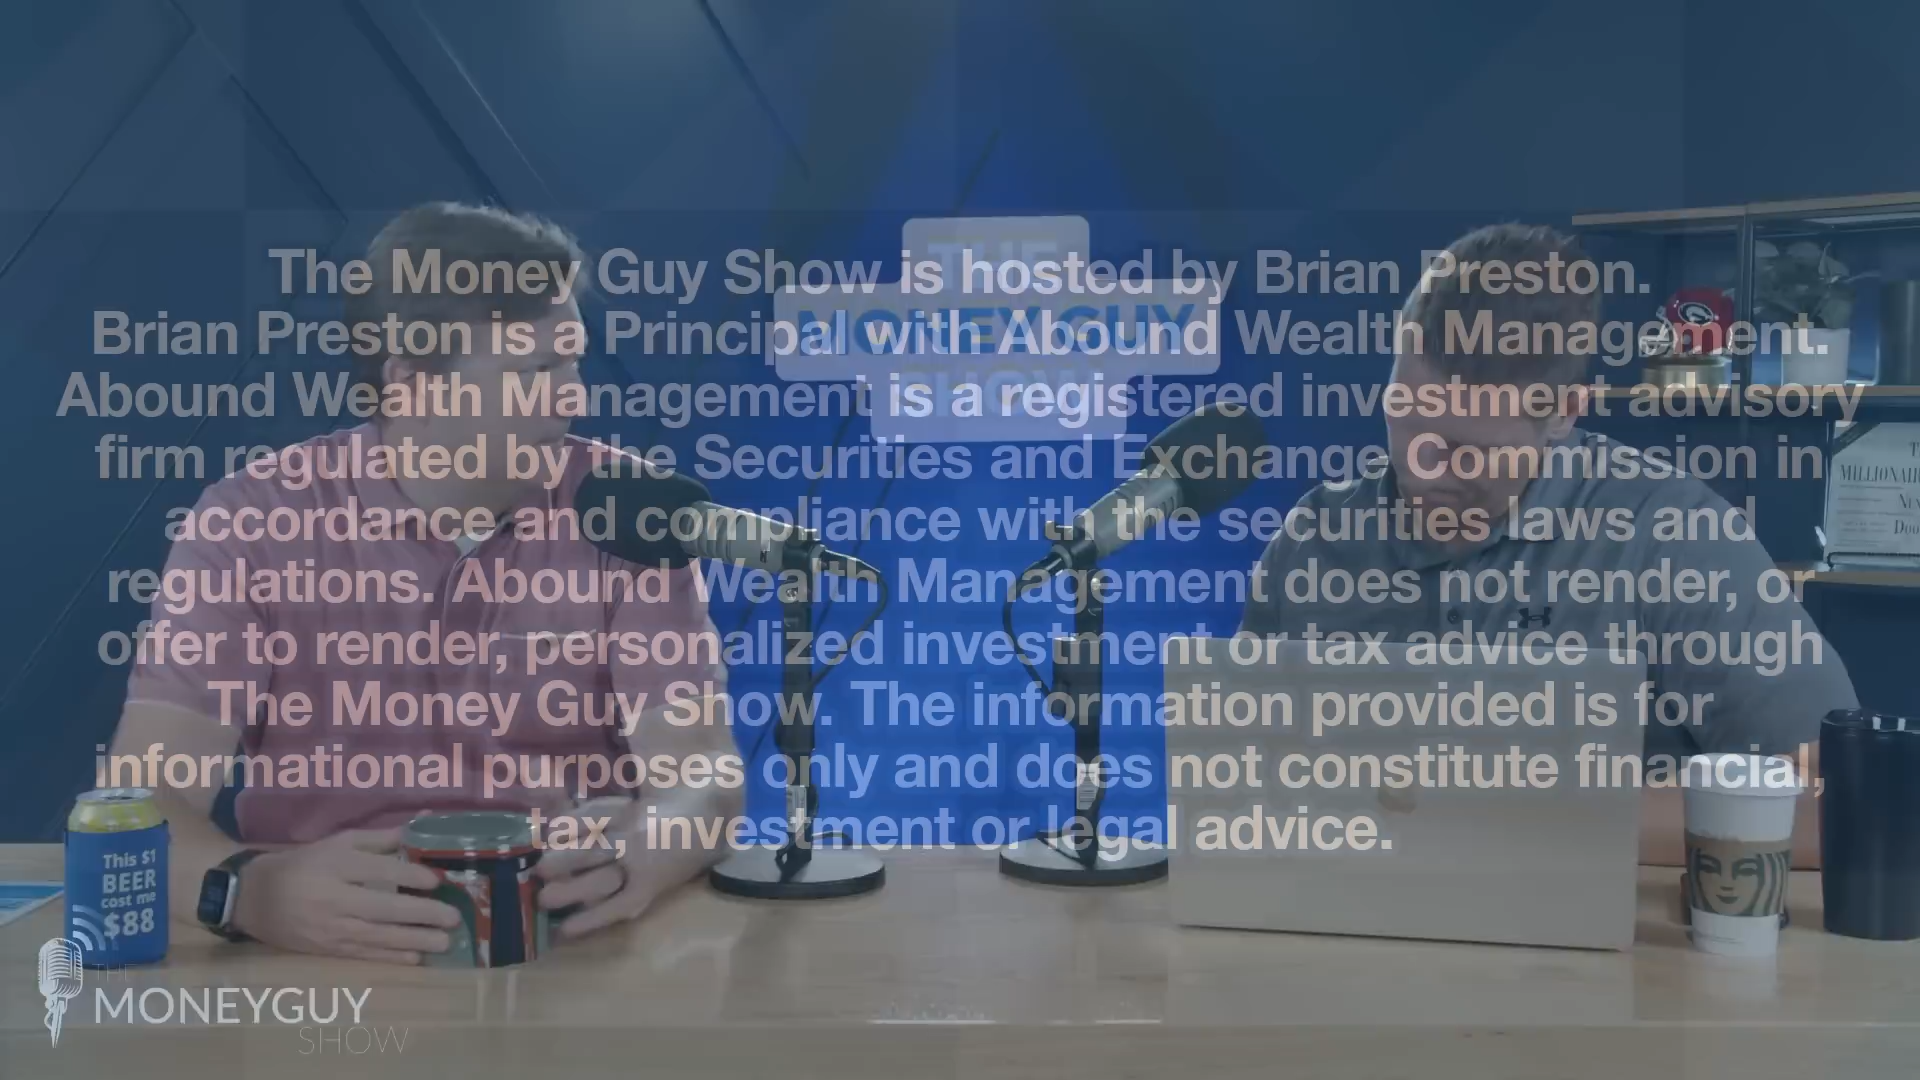 The Money Guy Show is hosted by Brian Preston.
Brian Preston is a Principal with Abound Wealth Management.
Abound Wealth Management is a registered investment advisory
firm regulated by the Securities and Exchange Commission in
accordance and compliance with the securities laws and
regulations. Abound Wealth Management does not render, or
offer to render, personalized investment or tax advice through
The Money Guy Show. The information provided is for
informational purposes only and does not constitute financial,
tax, investment or legal advice.
THE
MONEY GUY
SHOW
This $1
BEER
cost me
$88
THE
MONEYGUY
SHOW